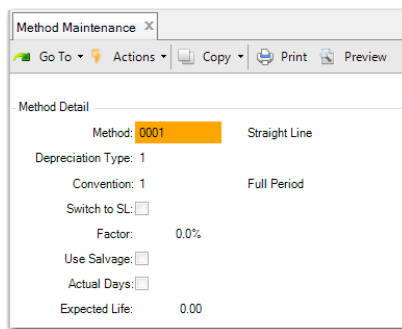 Method Maintenance
Go To Actions Copy Print Preview
Method Detail
Method: 0001 Straight Line
Depreciation Type: 1
Convention: 1 Full Period
Switch to SL:
Factor: 0.0%
Use Salvage:
Actual Days:
Expected Life: 0.00